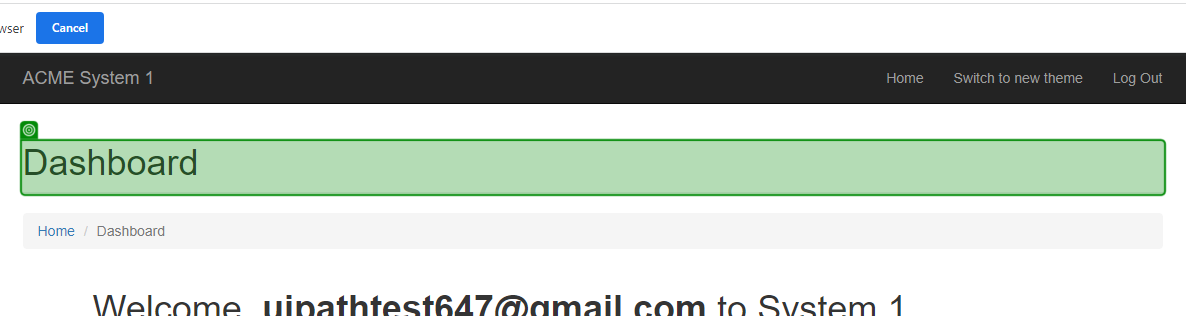 Cancel
ACME System 1 Home Switch to new theme Log Out
Dashboard
Home / Dashboard
Welcome, uipathtest647@gmail.com to System 1